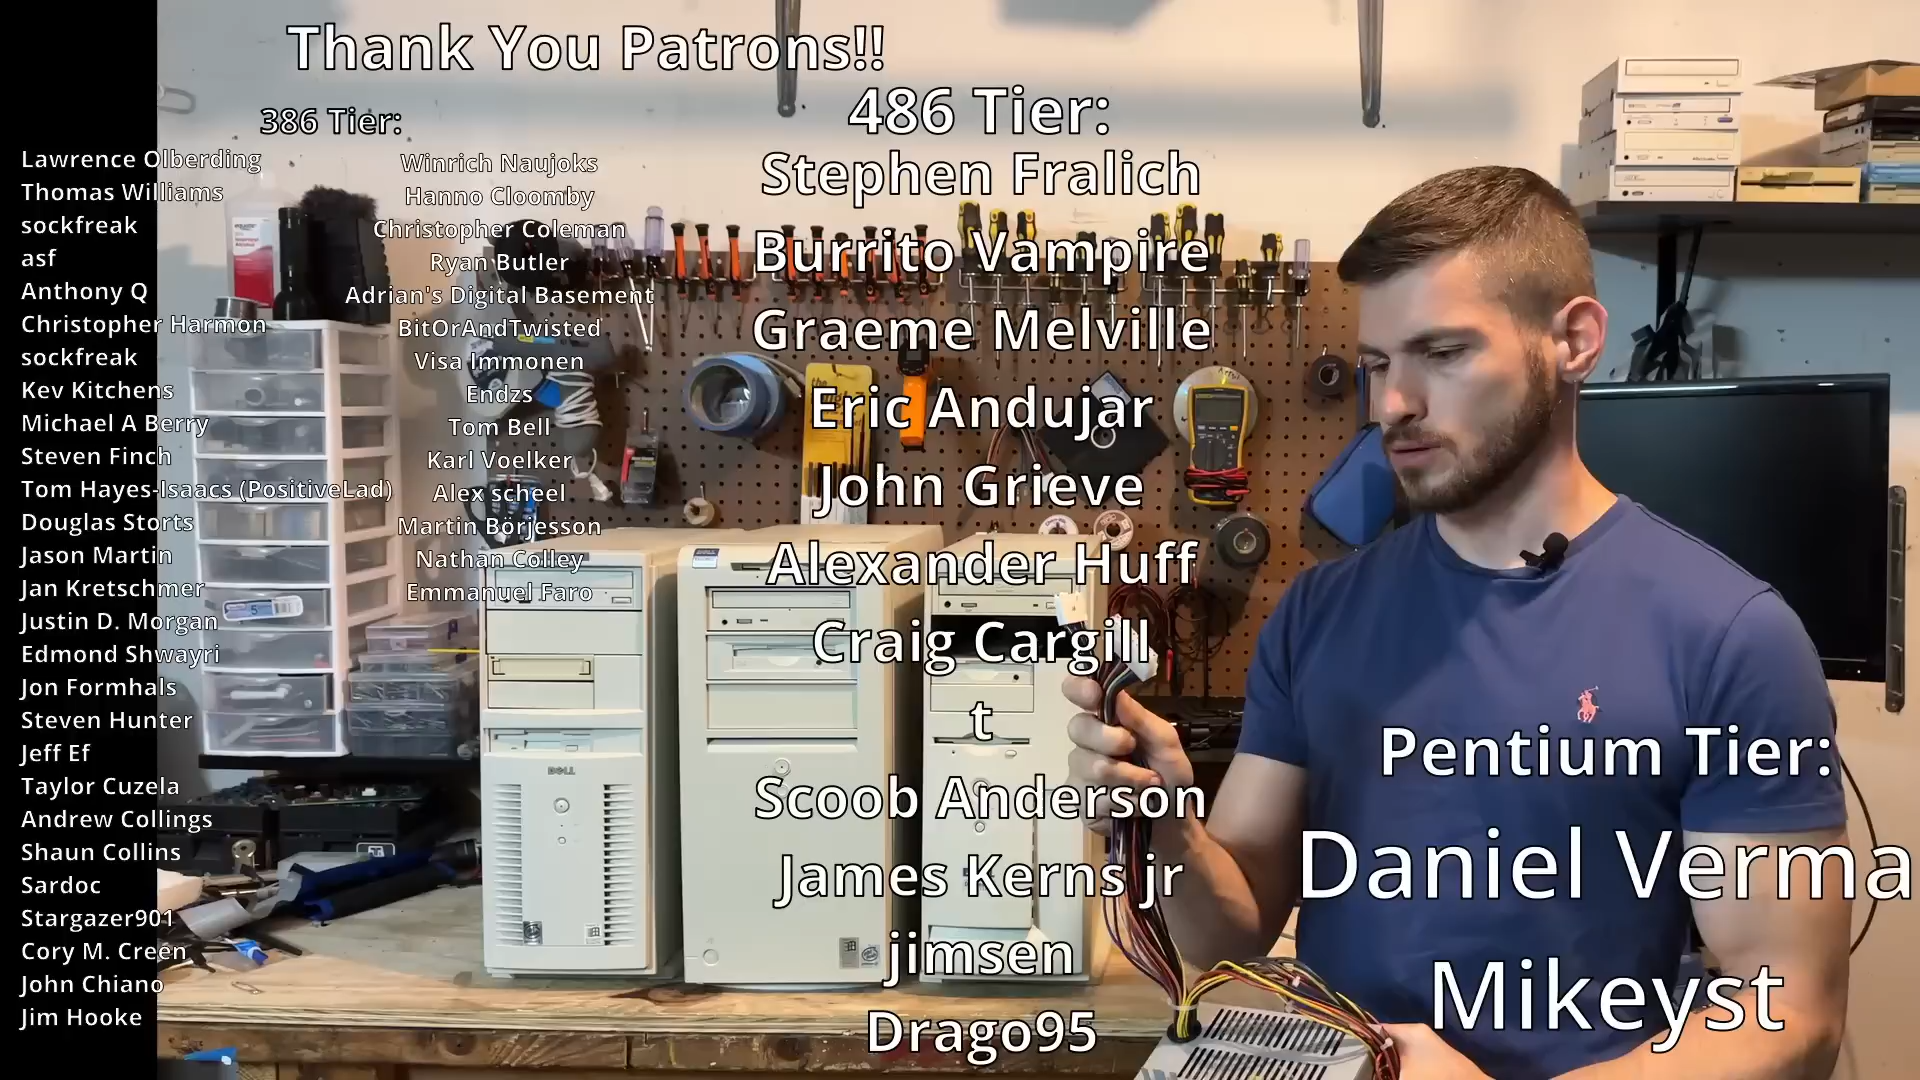 Thank You Patrons!!
386 Tier:
Lawrence Olberding
Thomas Williams
sockfreak
asf
Anthony Q
Christopher Harmon
sockfreak
Kev Kitchens
Michael A Berry
Steven Finch
Tom Hayes-Isaacs (PositiveLad)
Douglas Storts
Jason Martin
Jan Kretschmer
Justin D. Morgan
Edmond Shwayri
Jon Formhals
Steven Hunter
Jeff Ef
Taylor Cuzela
Andrew Collings
Shaun Collins
Sardoc
Stargazer901
Cory M. Creen
John Chiano
Jim Hooke
Winrich Naujoks
Hanno Cloomby
Christopher Coleman
Ryan Butler
Adrian's Digital Basement
BitOrAndTwisted
Visa Immonen
Endzs
Tom Bell
Karl Voelker
Alex scheel
Martin Börjesson
Nathan Colley
Emmanuel Faro
486 Tier:
Stephen Fralich
Burrito Vampire
Graeme Melville
Eric Andujar
John Grieve
Alexander Huff
Craig Cargill
t
Scoob Anderson
James Kerns jr
jimsen
Drago95
Pentium Tier:
Daniel Verma
Mikeyst
DELL